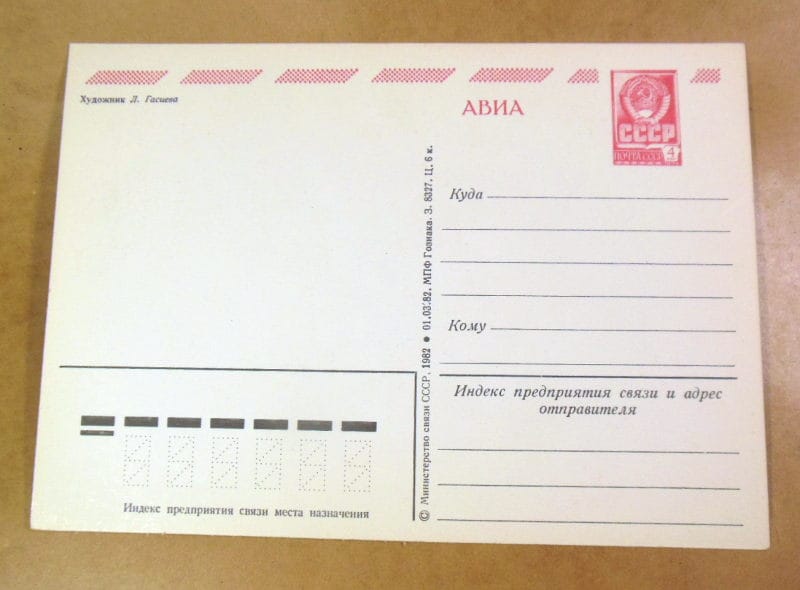 Художник Л. Гасиева
АВИА
СССР
ПОЧТА СССР 4
Куда
Кому
Индекс предприятия связи и адрес
отправителя
© Министерство связи СССР. 1982 ● 01.03.82. МПФ Гознака. З. 8327. Ц. 6 к.
Индекс предприятия связи места назначения